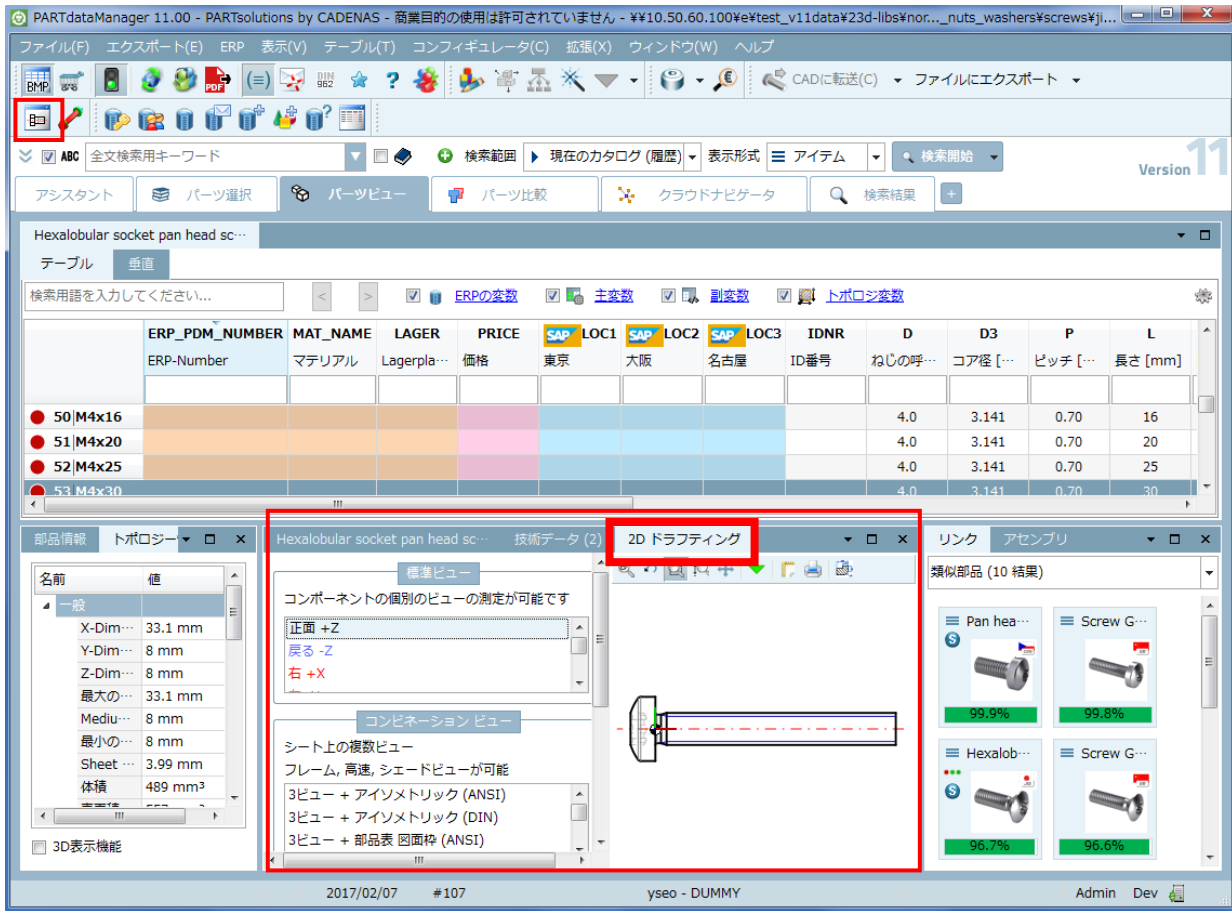 PARTdataManager 11.00 - PARTsolutions by CADENAS - 商業目的の使用は許可されていません - ¥¥10.50.60.100¥e¥test_v11data¥23d-libs¥nor..._nuts_washers¥screws¥ji...
ファイル(F) エクスポート(E) ERP 表示(V) テーブル(T) コンフィギュレータ(C) 拡張(X) ウィンドウ(W) ヘルプ
BMP PDF (=) DIN 962 ? CADに転送(C) ファイルにエクスポート
ABC 全文検索用キーワード 検索範囲 現在のカタログ (履歴) 表示形式 アイテム 検索開始
Version 11
アシスタント パーツ選択 パーツビュー パーツ比較 クラウドナビゲータ 検索結果 +
Hexalobular socket pan head sc…
テーブル 垂直
検索用語を入力してください... < > ERPの変数 主変数 副変数 トポロジ変数
ERP_PDM_NUMBER MAT_NAME LAGER PRICE SAP LOC1 SAP LOC2 SAP LOC3 IDNR D D3 P L
ERP-Number マテリアル Lagerpla… 価格 東京 大阪 名古屋 ID番号 ねじの呼… コア径 [… ピッチ [… 長さ [mm]
50|M4x16 4.0 3.141 0.70 16
51|M4x20 4.0 3.141 0.70 20
52|M4x25 4.0 3.141 0.70 25
53|M4x30 4.0 3.141 0.70 30
部品情報 トポロジー
名前 値
一般
X-Dim… 33.1 mm
Y-Dim… 8 mm
Z-Dim… 8 mm
最大の… 33.1 mm
Mediu… 8 mm
最小の… 8 mm
Sheet … 3.99 mm
体積 489 mm³
3D表示機能
Hexalobular socket pan head sc… 技術データ (2) 2D ドラフティング
標準ビュー
コンポーネントの個別のビューの測定が可能です
正面 +Z
戻る -Z
右 +X
コンビネーション ビュー
シート上の複数ビュー
フレーム, 高速, シェードビューが可能
3ビュー + アイソメトリック (ANSI)
3ビュー + アイソメトリック (DIN)
3ビュー + 部品表 図面枠 (ANSI)
リンク アセンブリ
類似部品 (10 結果)
Pan hea… Screw G…
S
99.9% 99.8%
Hexalob… Screw G…
S
96.7% 96.6%
2017/02/07 #107 yseo - DUMMY Admin Dev